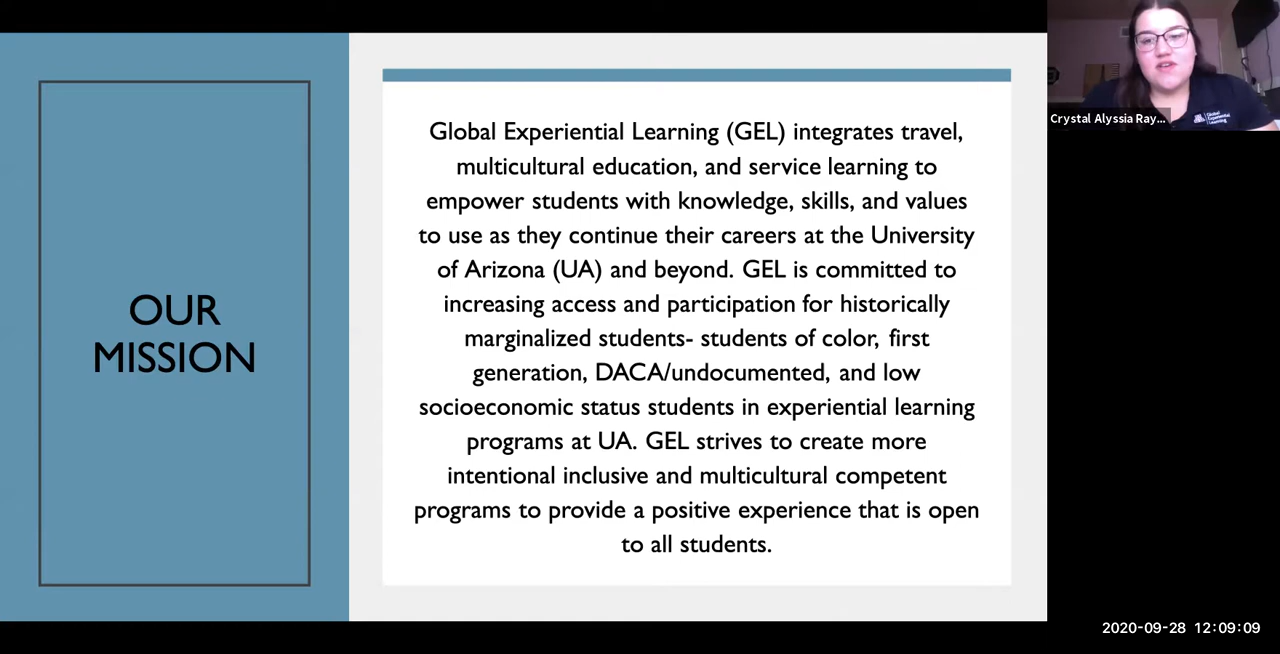 OUR
MISSION
Global Experiential Learning (GEL) integrates travel,
multicultural education, and service learning to
empower students with knowledge, skills, and values
to use as they continue their careers at the University
of Arizona (UA) and beyond. GEL is committed to
increasing access and participation for historically
marginalized students- students of color, first
generation, DACA/undocumented, and low
socioeconomic status students in experiential learning
programs at UA. GEL strives to create more
intentional inclusive and multicultural competent
programs to provide a positive experience that is open
to all students.
Crystal Alyssia Ray...
Global
Experiential
Learning
2020-09-28 12:09:09